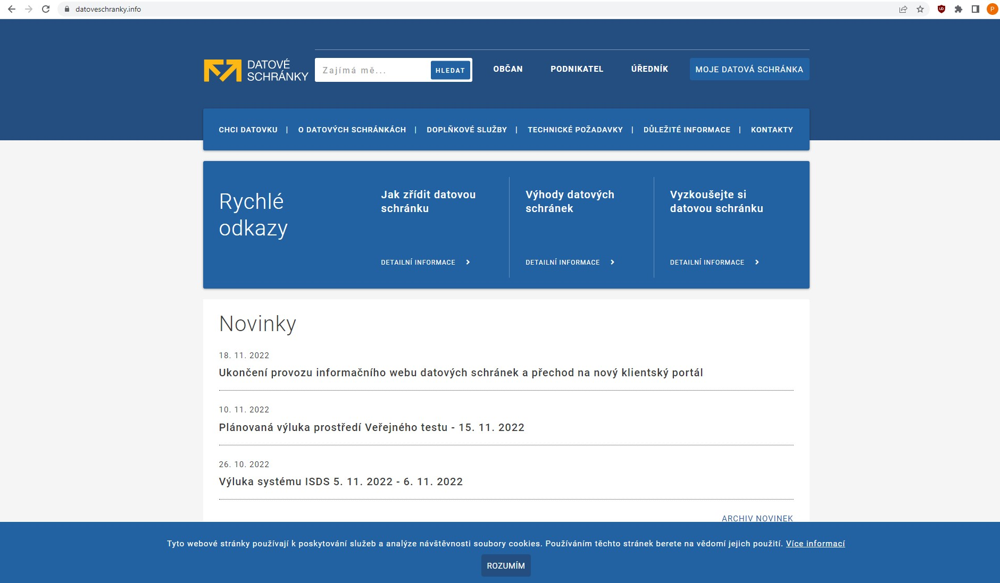 datoveschranky.info
P
DATOVÉ
SCHRÁNKY
Zajímá mě...
HLEDAT
OBČAN
PODNIKATEL
ÚŘEDNÍK
MOJE DATOVÁ SCHRÁNKA
CHCI DATOVKU | O DATOVÝCH SCHRÁNKÁCH | DOPLŇKOVÉ SLUŽBY | TECHNICKÉ POŽADAVKY | DŮLEŽITÉ INFORMACE | KONTAKTY
Rychlé
odkazy
Jak zřídit datovou
schránku
DETAILNÍ INFORMACE
Výhody datových
schránek
DETAILNÍ INFORMACE
Vyzkoušejte si
datovou schránku
DETAILNÍ INFORMACE
Novinky
18. 11. 2022
Ukončení provozu informačního webu datových schránek a přechod na nový klientský portál
10. 11. 2022
Plánovaná výluka prostředí Veřejného testu - 15. 11. 2022
26. 10. 2022
Výluka systému ISDS 5. 11. 2022 - 6. 11. 2022
ARCHIV NOVINEK
Tyto webové stránky používají k poskytování služeb a analýze návštěvnosti soubory cookies. Používáním těchto stránek berete na vědomí jejich použití. Více informací
ROZUMÍM